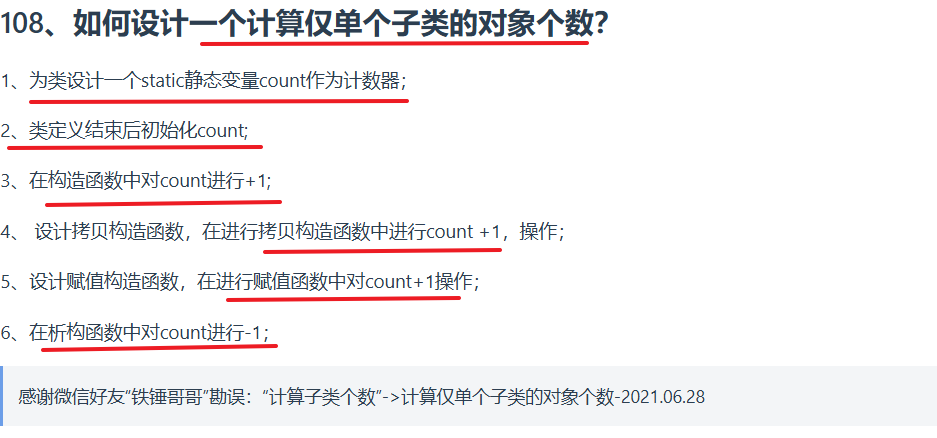 108、如何设计一个计算仅单个子类的对象个数?
1、为类设计一个static静态变量count作为计数器；
2、类定义结束后初始化count;
3、在构造函数中对count进行+1;
4、 设计拷贝构造函数，在进行拷贝构造函数中进行count +1，操作；
5、设计赋值构造函数，在进行赋值函数中对count+1操作；
6、在析构函数中对count进行-1；
感谢微信好友“铁锤哥哥”勘误：“计算子类个数”->计算仅单个子类的对象个数-2021.06.28